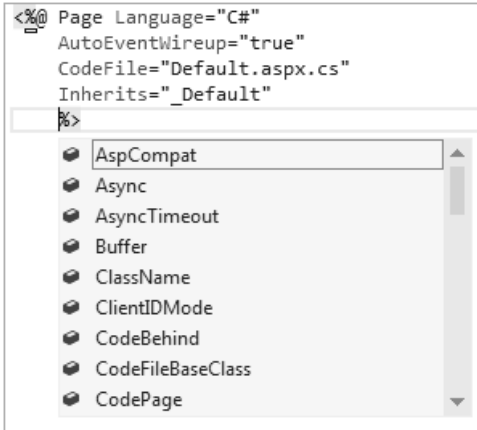 <%@ Page Language="C#"
AutoEventWireup="true"
CodeFile="Default.aspx.cs"
Inherits="_Default"
%>
AspCompat
Async
AsyncTimeout
Buffer
ClassName
ClientIDMode
CodeBehind
CodeFileBaseClass
CodePage